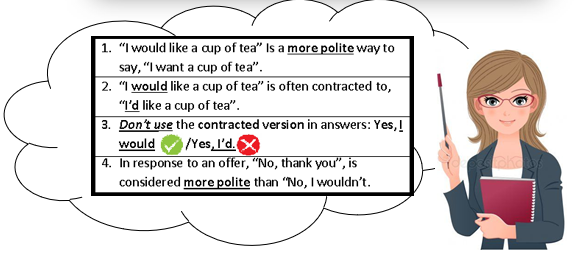 1. “I would like a cup of tea” Is a more polite way to
say, “I want a cup of tea”.
2. “I would like a cup of tea” is often contracted to,
“I’d like a cup of tea”.
3. Don’t use the contracted version in answers: Yes, I
would /Yes, I’d.
4. In response to an offer, “No, thank you”, is
considered more polite than “No, I wouldn’t.